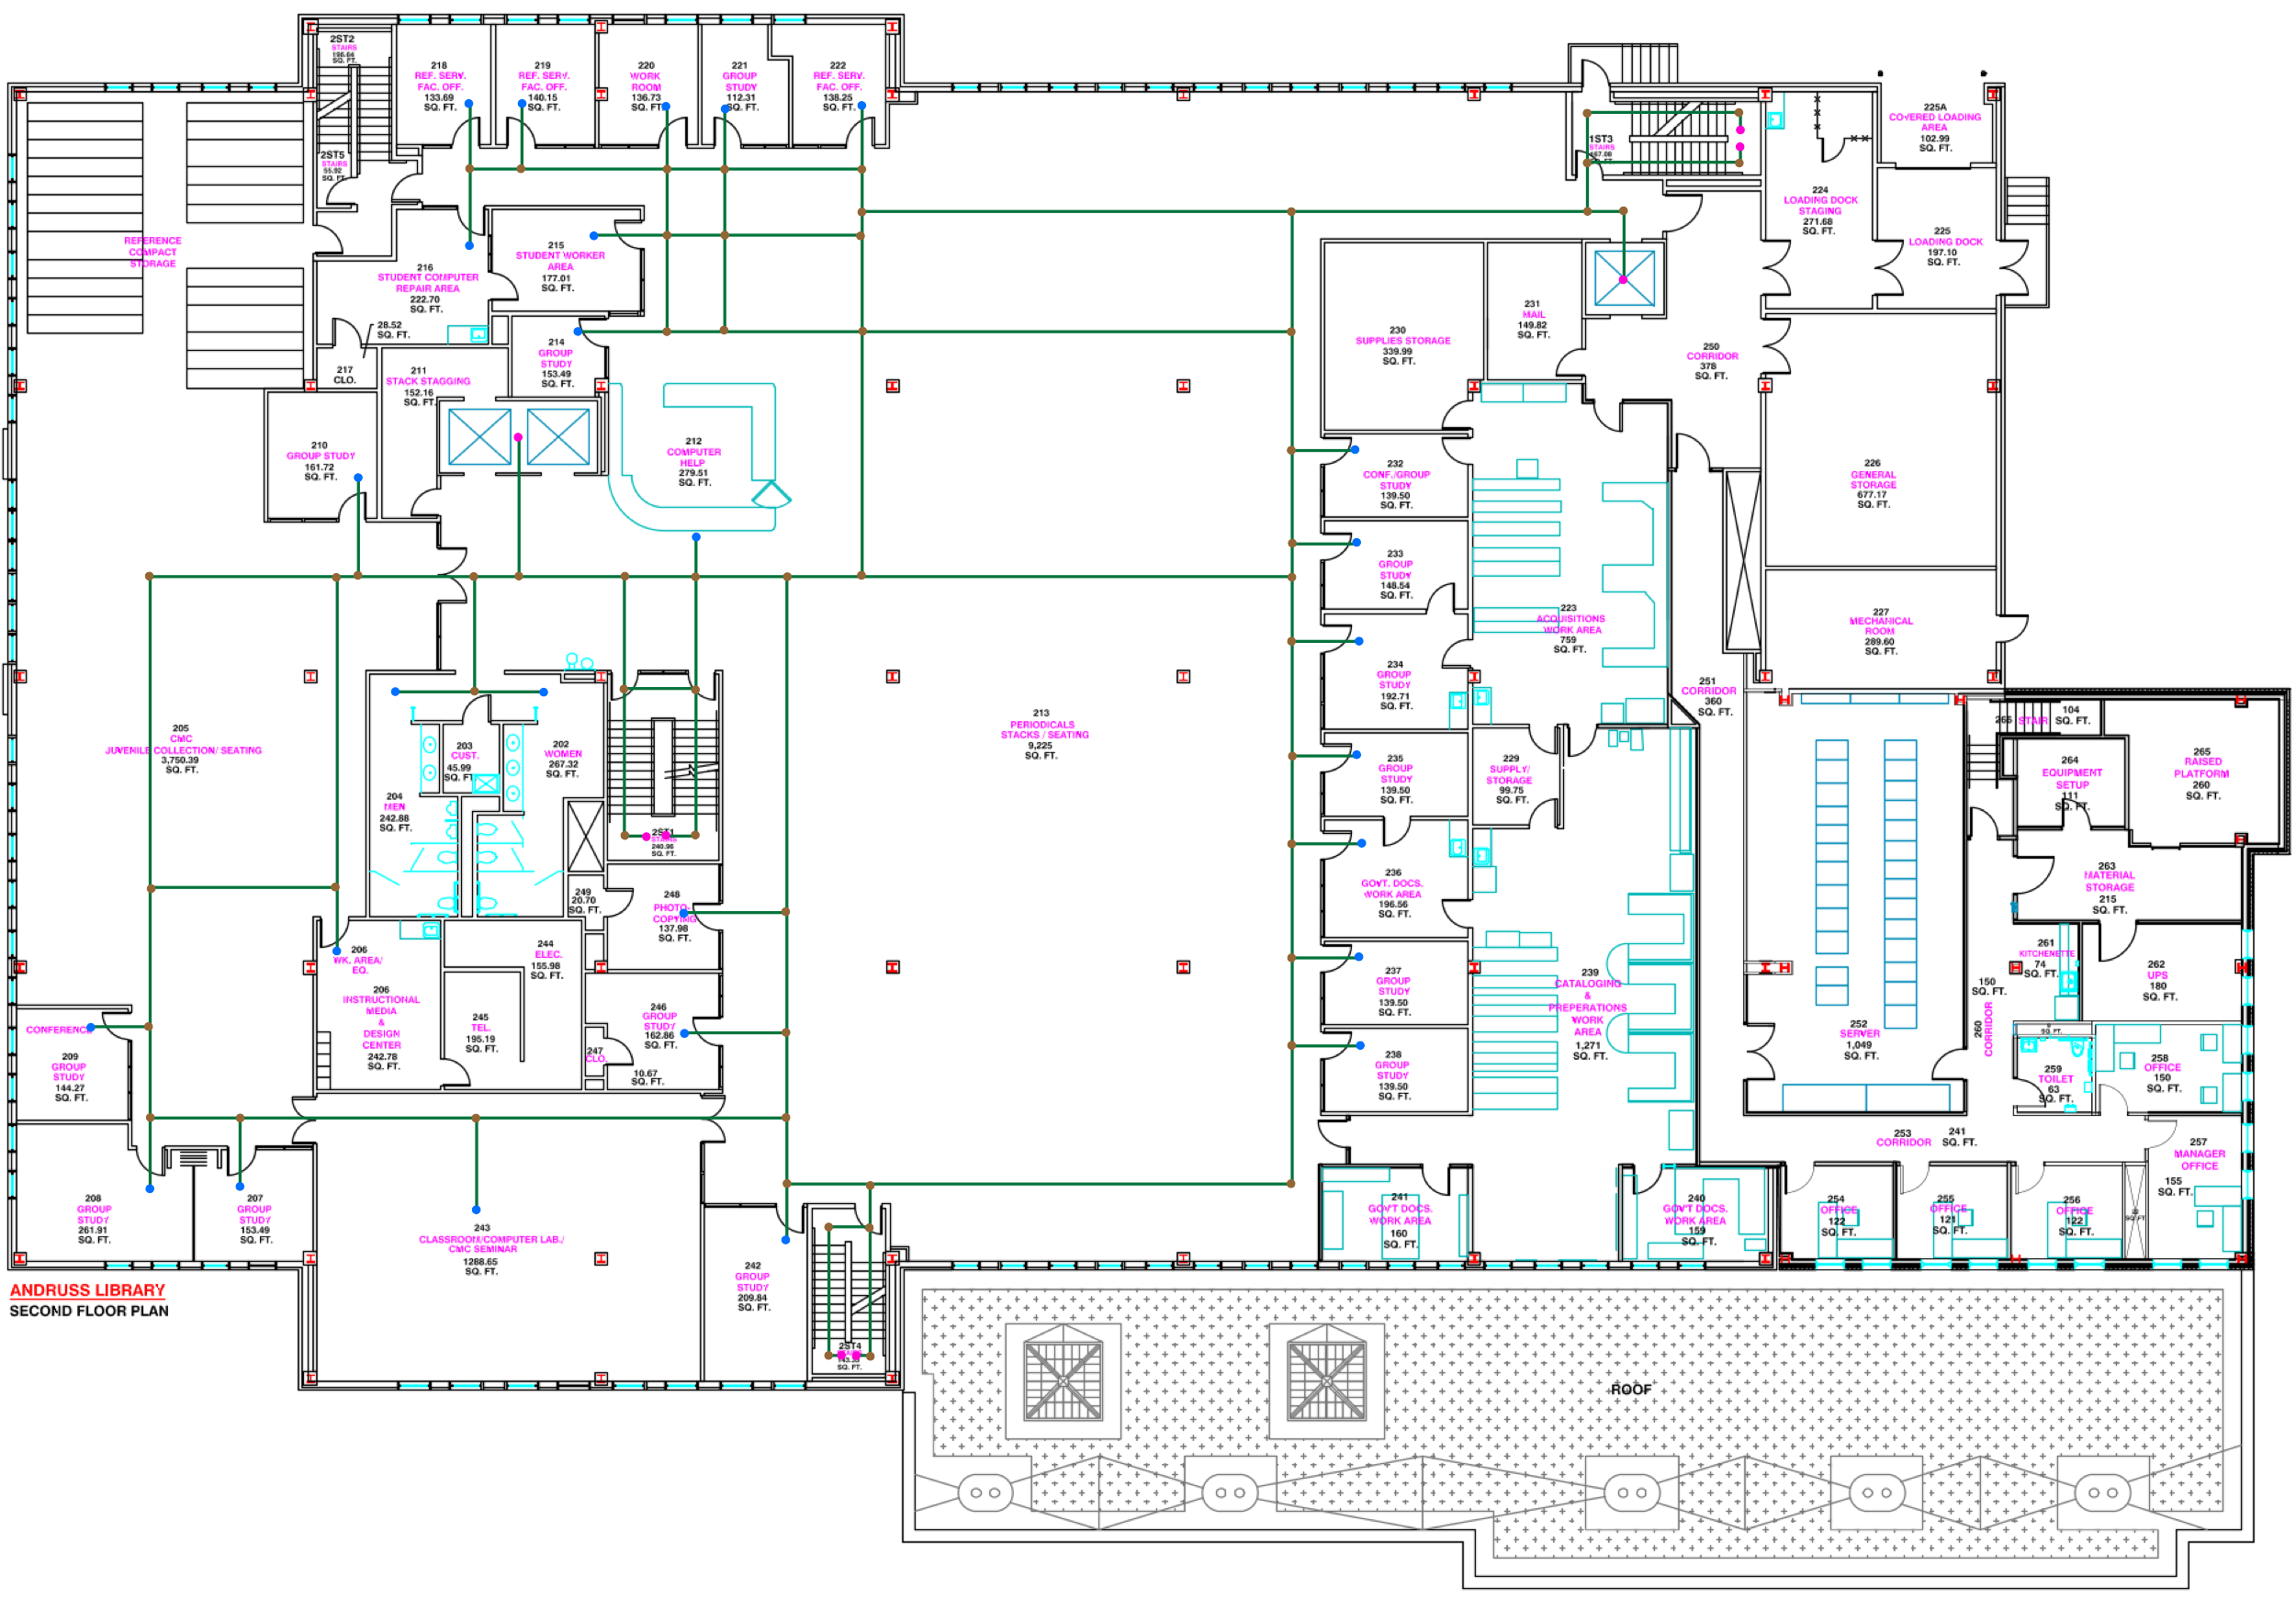 2ST2
STAIRS
SQ. FT.
218
REF. SERV.
FAC. OFF.
133.69
SQ. FT.
219
REF. SERV.
FAC. OFF.
140.15
SQ. FT.
220
WORK
ROOM
136.73
SQ. FT.
221
GROUP
STUDY
112.31
SQ. FT.
222
REF. SERV.
FAC. OFF.
138.25
SQ. FT.
225A
COVERED LOADING
AREA
102.99
SQ. FT.
1ST3
STAIRS
2ST5
STAIRS
55.92
SQ. FT.
224
LOADING DOCK
STAGING
271.68
SQ. FT.
225
LOADING DOCK
197.10
SQ. FT.
REFERENCE
COMPACT
STORAGE
215
STUDENT WORKER
AREA
177.01
SQ. FT.
216
STUDENT COMPUTER
REPAIR AREA
222.70
SQ. FT.
28.52
SQ. FT.
217
CLO.
214
GROUP
STUDY
153.49
SQ. FT.
211
STACK STAGGING
152.16
SQ. FT.
230
SUPPLIES STORAGE
339.99
SQ. FT.
231
MAIL
149.82
SQ. FT.
250
CORRIDOR
378
SQ. FT.
210
GROUP STUDY
161.72
SQ. FT.
212
COMPUTER
HELP
279.51
SQ. FT.
232
CONF./GROUP
STUDY
139.50
SQ. FT.
226
GENERAL
STORAGE
677.17
SQ. FT.
233
GROUP
STUDY
148.54
SQ. FT.
223
ACQUISITIONS
WORK AREA
759
SQ. FT.
227
MECHANICAL
ROOM
289.60
SQ. FT.
234
GROUP
STUDY
192.71
SQ. FT.
251
CORRIDOR
360
SQ. FT.
205
CMC
JUVENILE COLLECTION/ SEATING
3,750.39
SQ. FT.
213
PERIODICALS
STACKS / SEATING
9,225
SQ. FT.
266 STAIR
104
SQ. FT.
203
CUST.
45.99
SQ. FT.
202
WOMEN
267.32
SQ. FT.
204
MEN
242.88
SQ. FT.
235
GROUP
STUDY
139.50
SQ. FT.
229
SUPPLY/
STORAGE
99.75
SQ. FT.
264
EQUIPMENT
SETUP
111
SQ. FT.
265
RAISED
PLATFORM
260
SQ. FT.
2ST1
240.96
SQ. FT.
236
GOVT. DOCS.
WORK AREA
196.56
SQ. FT.
263
MATERIAL
STORAGE
215
SQ. FT.
249
20.70
SQ. FT.
248
PHOTO-
COPYING
137.98
SQ. FT.
206
WK. AREA/
EQ.
244
ELEC.
155.98
SQ. FT.
237
GROUP
STUDY
139.50
SQ. FT.
239
CATALOGING
&
PREPERATIONS
WORK
AREA
1,271
SQ. FT.
261
KITCHENETTE
74
SQ. FT.
262
UPS
180
SQ. FT.
150
SQ. FT.
260
CORRIDOR
206
INSTRUCTIONAL
MEDIA
&
DESIGN
CENTER
242.78
SQ. FT.
245
TEL.
195.19
SQ. FT.
246
GROUP
STUDY
162.86
SQ. FT.
247
CLO.
10.67
SQ. FT.
CONFERENCE
209
GROUP
STUDY
144.27
SQ. FT.
238
GROUP
STUDY
139.50
SQ. FT.
252
SERVER
1,049
SQ. FT.
SQ. FT.
259
TOILET
63
SQ. FT.
258
OFFICE
150
SQ. FT.
253
CORRIDOR
241
SQ. FT.
257
MANAGER
OFFICE
155
SQ. FT.
208
GROUP
STUDY
261.91
SQ. FT.
207
GROUP
STUDY
153.49
SQ. FT.
243
CLASSROOM/COMPUTER LAB./
CMC SEMINAR
1288.65
SQ. FT.
242
GROUP
STUDY
209.84
SQ. FT.
2ST4
SQ. FT.
241
GOV'T DOCS.
WORK AREA
160
SQ. FT.
240
GOV'T DOCS.
WORK AREA
159
SQ. FT.
254
OFFICE
122
SQ. FT.
255
OFFICE
121
SQ. FT.
256
OFFICE
122
SQ. FT.
ANDRUSS LIBRARY
SECOND FLOOR PLAN
ROOF